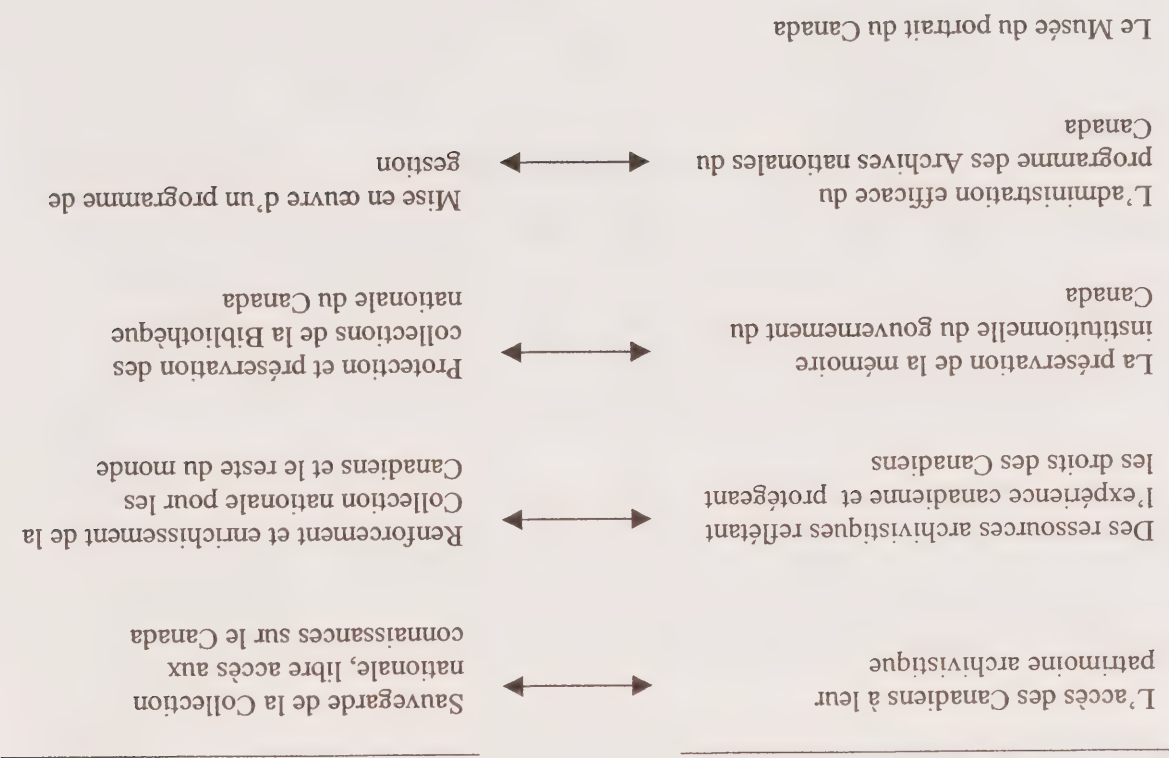 L'accès des Canadiens à leur
patrimoine archivistique
Sauvegarde de la Collection
nationale, libre accès aux
connaissances sur le Canada
Des ressources archivistiques reflétant
l'expérience canadienne et protégeant
les droits des Canadiens
Renforcement et enrichissement de la
Collection nationale pour les
Canadiens et le reste du monde
La préservation de la mémoire
institutionnelle du gouvernement du
Canada
Protection et préservation des
collections de la Bibliothèque
nationale du Canada
L'administration efficace du
programme des Archives nationales du
Canada
Mise en œuvre d'un programme de
gestion
Le Musée du portrait du Canada